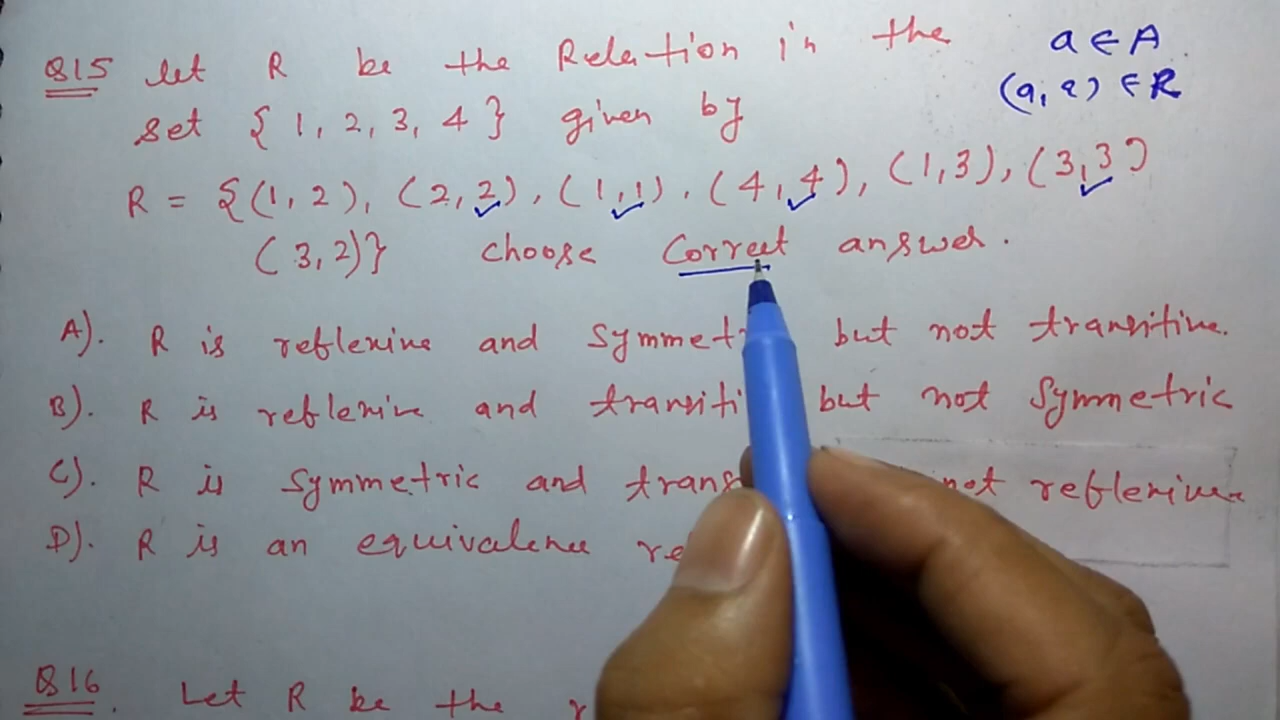 Q15 let R be the Relation in the
set { 1, 2, 3, 4 } given by
a ∈ A
(a, a) ∈ R
R = {(1, 2), (2, 2), (1, 1), (4, 4), (1, 3), (3, 3)
(3, 2)} choose Correct answer.
A). R is reflexive and Symmet but not transitive.
B). R is reflexive and transiti but not Symmetric
C). R is Symmetric and trans not reflexive
D). R is an equivalence re
Q16. Let R be the r